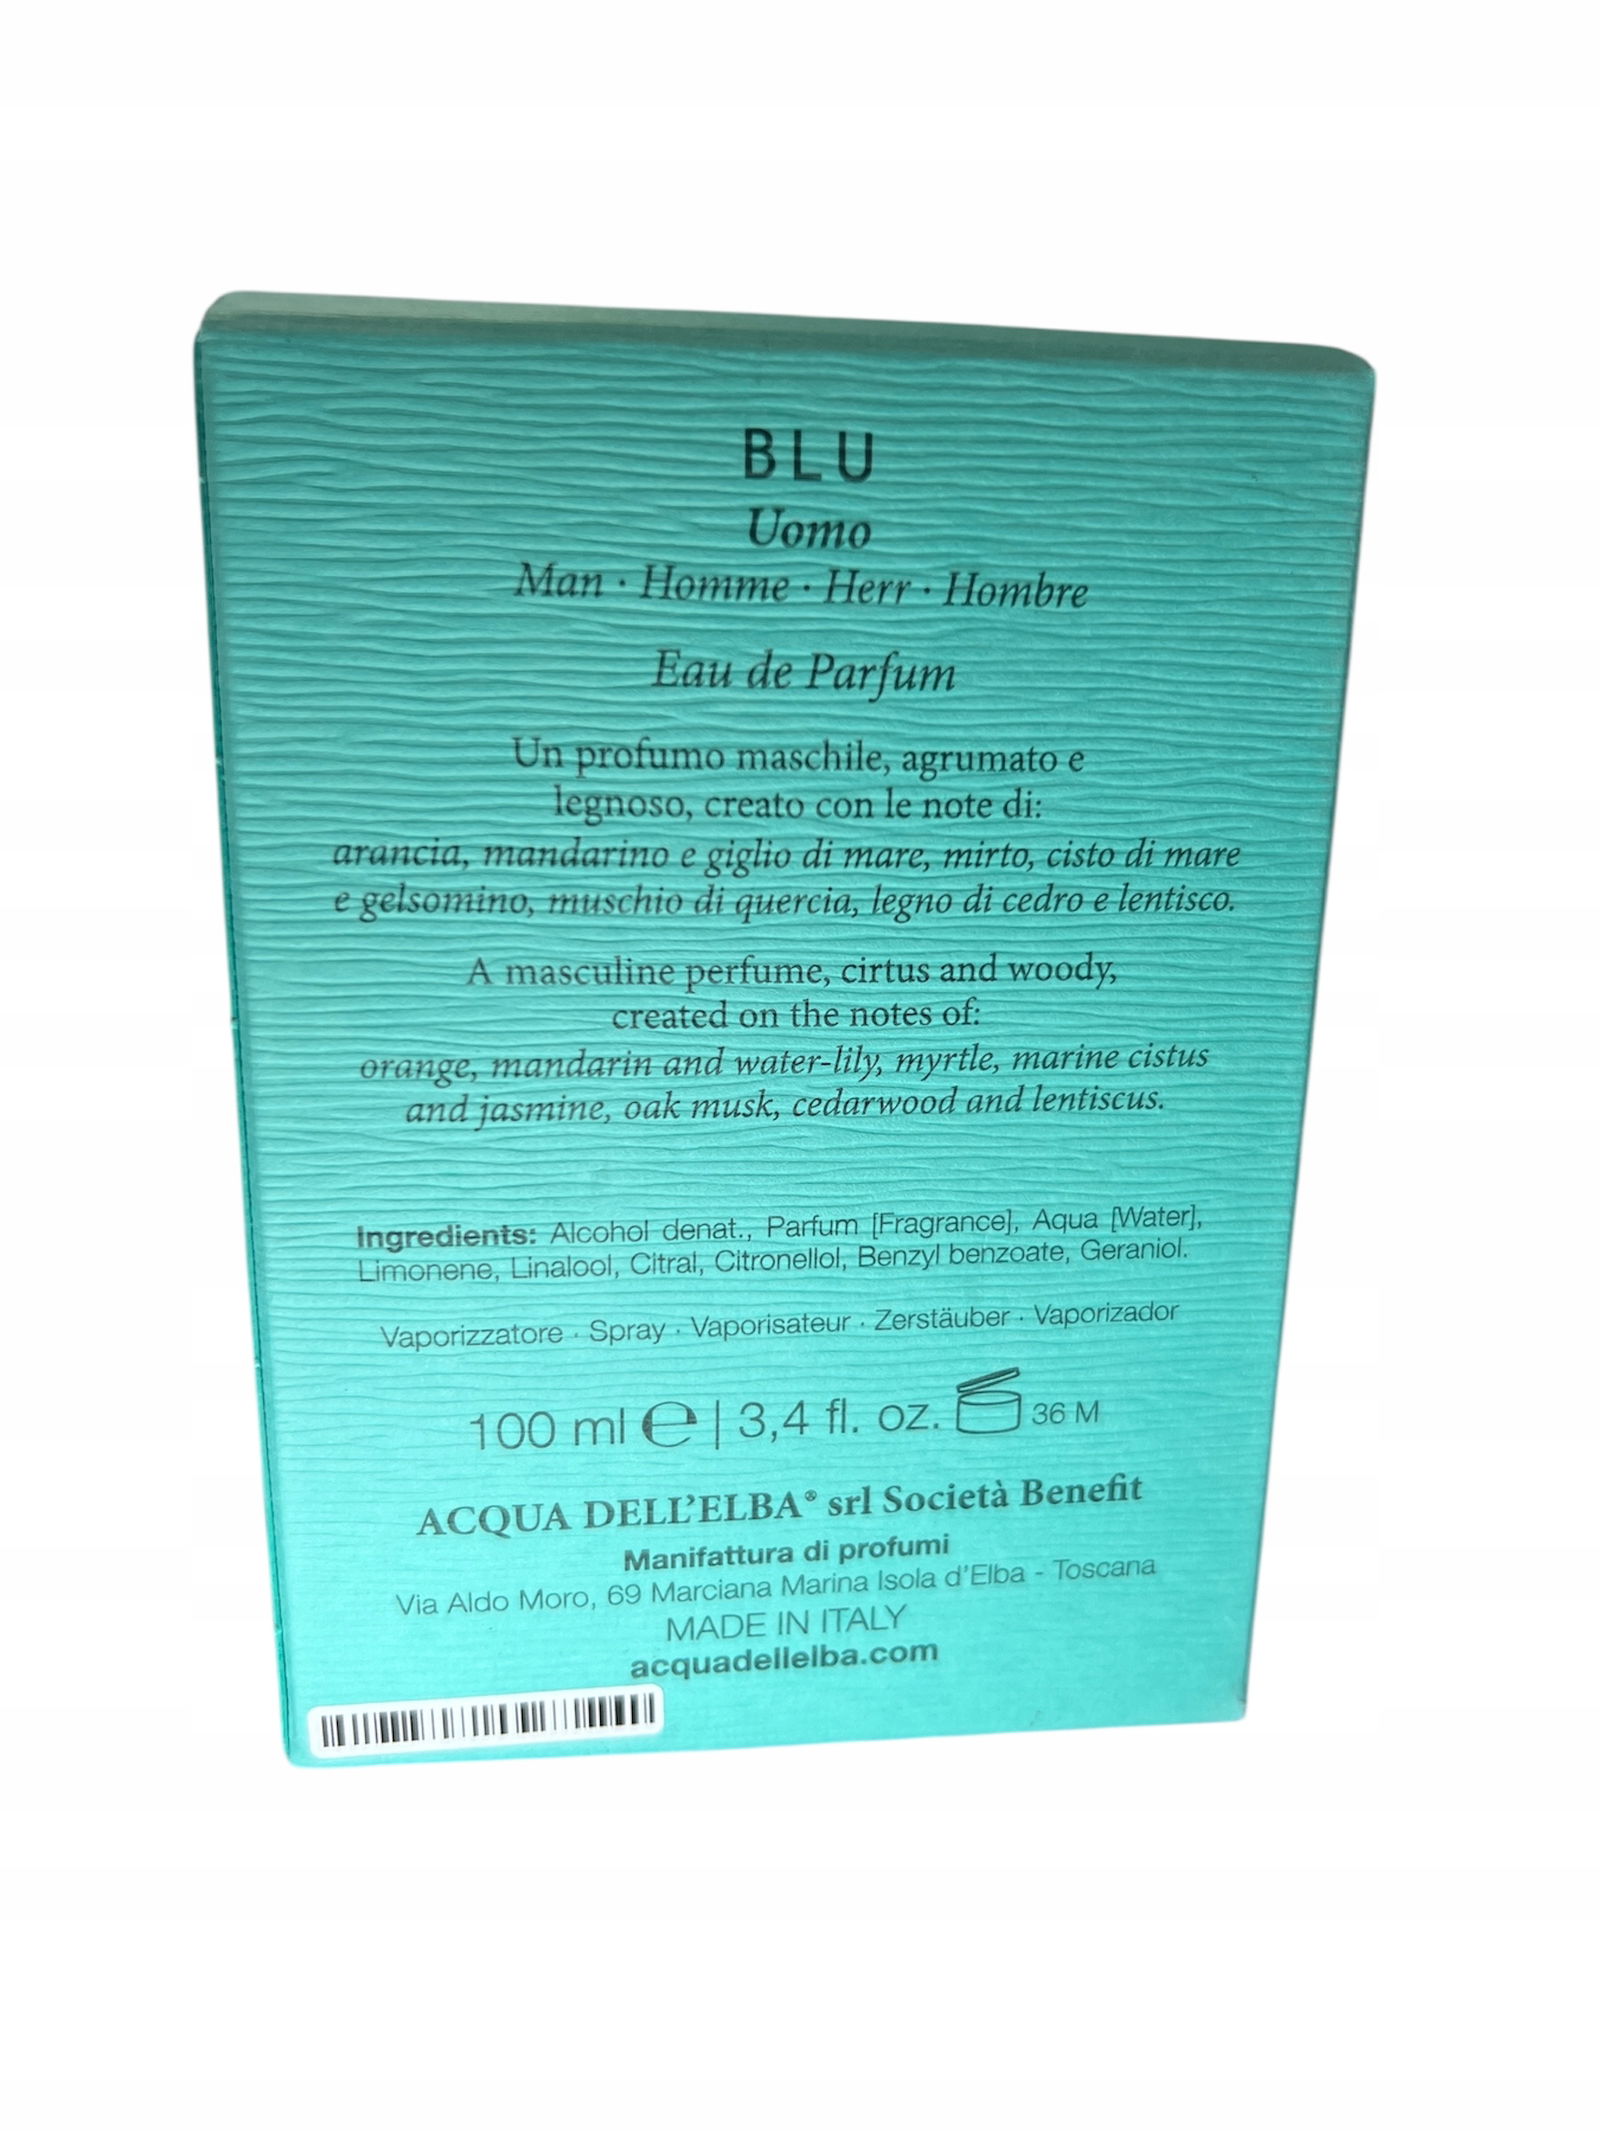 BLU
Uomo
Man · Homme · Herr · Hombre
Eau de Parfum
Un profumo maschile, agrumato e
legnoso, creato con le note di:
arancia, mandarino e giglio di mare, mirto, cisto di mare
e gelsomino, muschio di quercia, legno di cedro e lentisco.
A masculine perfume, cirtus and woody,
created on the notes of:
orange, mandarin and water-lily, myrtle, marine cistus
and jasmine, oak musk, cedarwood and lentiscus.
Ingredients: Alcohol denat., Parfum [Fragrance], Aqua [Water],
Limonene, Linalool, Citral, Citronellol, Benzyl benzoate, Geraniol.
Vaporizzatore · Spray · Vaporisateur · Zerstäuber · Vaporizador
100 ml ℮ | 3,4 fl. oz. 36 M
ACQUA DELL'ELBA® srl Società Benefit
Manifattura di profumi
Via Aldo Moro, 69 Marciana Marina Isola d'Elba - Toscana
MADE IN ITALY
acquadellelba.com